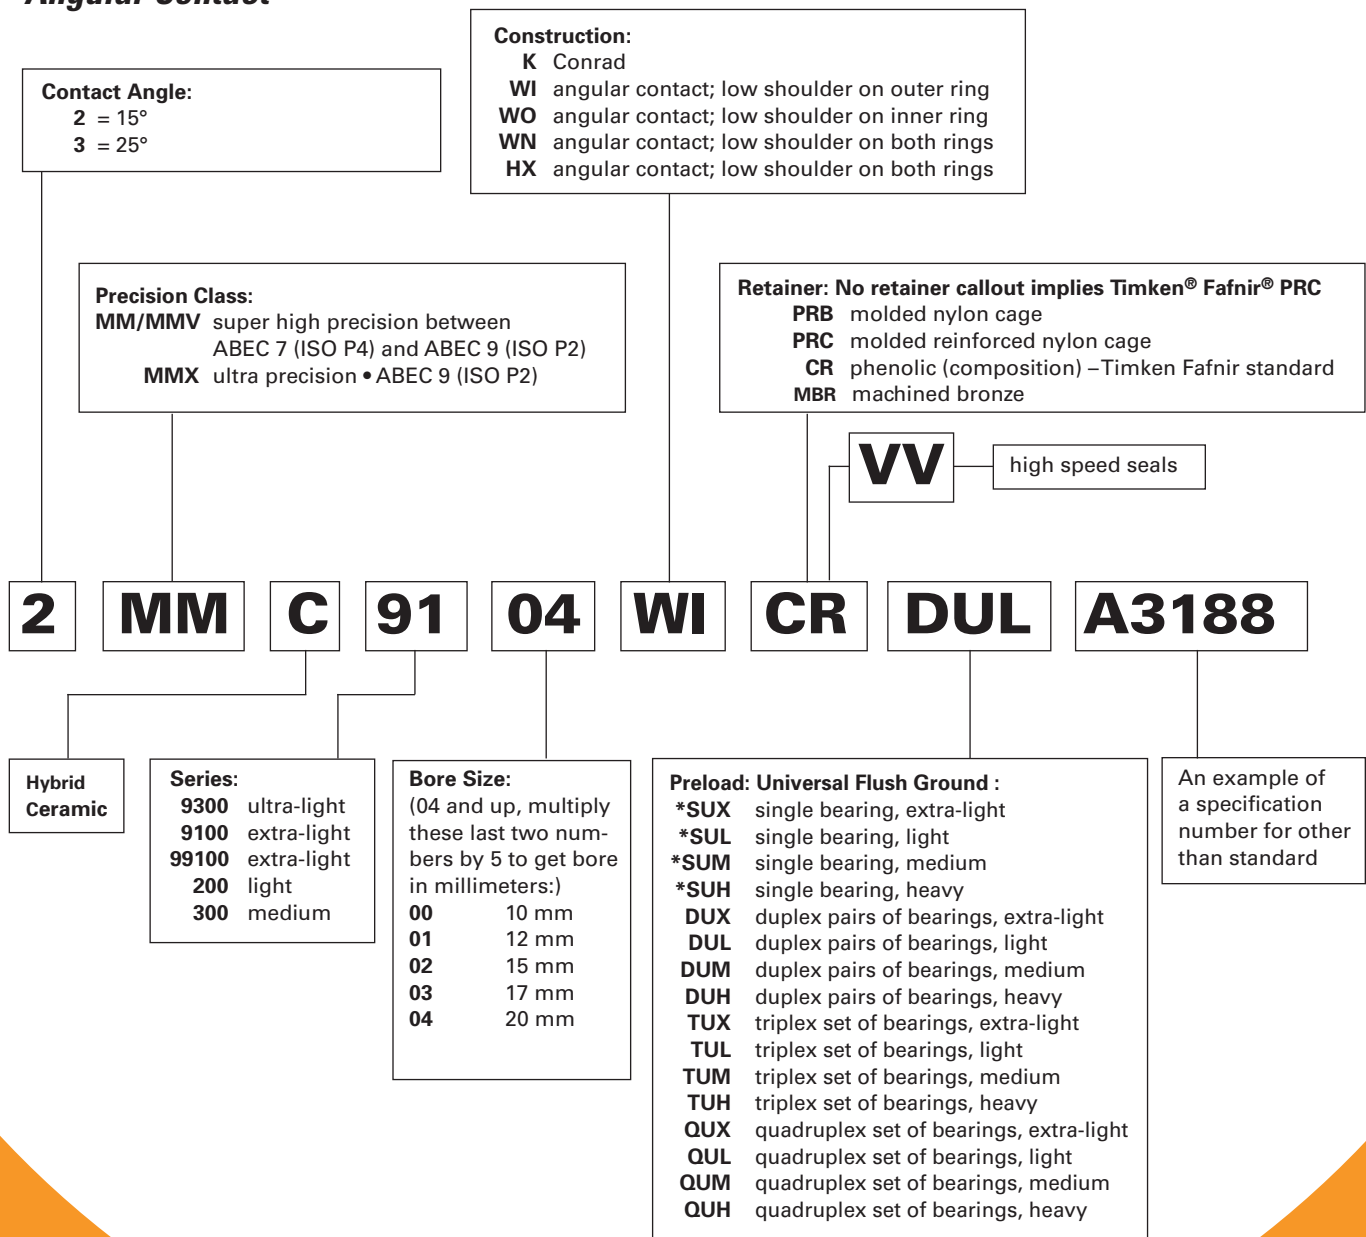 Angular Contact
Construction:
K Conrad
WI angular contact; low shoulder on outer ring
WO angular contact; low shoulder on inner ring
WN angular contact; low shoulder on both rings
HX angular contact; low shoulder on both rings
Contact Angle:
2 = 15°
3 = 25°
Precision Class:
MM/MMV super high precision between
ABEC 7 (ISO P4) and ABEC 9 (ISO P2)
MMX ultra precision • ABEC 9 (ISO P2)
Retainer: No retainer callout implies Timken® Fafnir® PRC
PRB molded nylon cage
PRC molded reinforced nylon cage
CR phenolic (composition) – Timken Fafnir standard
MBR machined bronze
VV high speed seals
2 MM C 91 04 WI CR DUL A3188
Hybrid
Ceramic
Series:
9300 ultra-light
9100 extra-light
99100 extra-light
200 light
300 medium
Bore Size:
(04 and up, multiply
these last two num-
bers by 5 to get bore
in millimeters:)
00 10 mm
01 12 mm
02 15 mm
03 17 mm
04 20 mm
Preload: Universal Flush Ground :
*SUX single bearing, extra-light
*SUL single bearing, light
*SUM single bearing, medium
*SUH single bearing, heavy
DUX duplex pairs of bearings, extra-light
DUL duplex pairs of bearings, light
DUM duplex pairs of bearings, medium
DUH duplex pairs of bearings, heavy
TUX triplex set of bearings, extra-light
TUL triplex set of bearings, light
TUM triplex set of bearings, medium
TUH triplex set of bearings, heavy
QUX quadruplex set of bearings, extra-light
QUL quadruplex set of bearings, light
QUM quadruplex set of bearings, medium
QUH quadruplex set of bearings, heavy
An example of
a specification
number for other
than standard